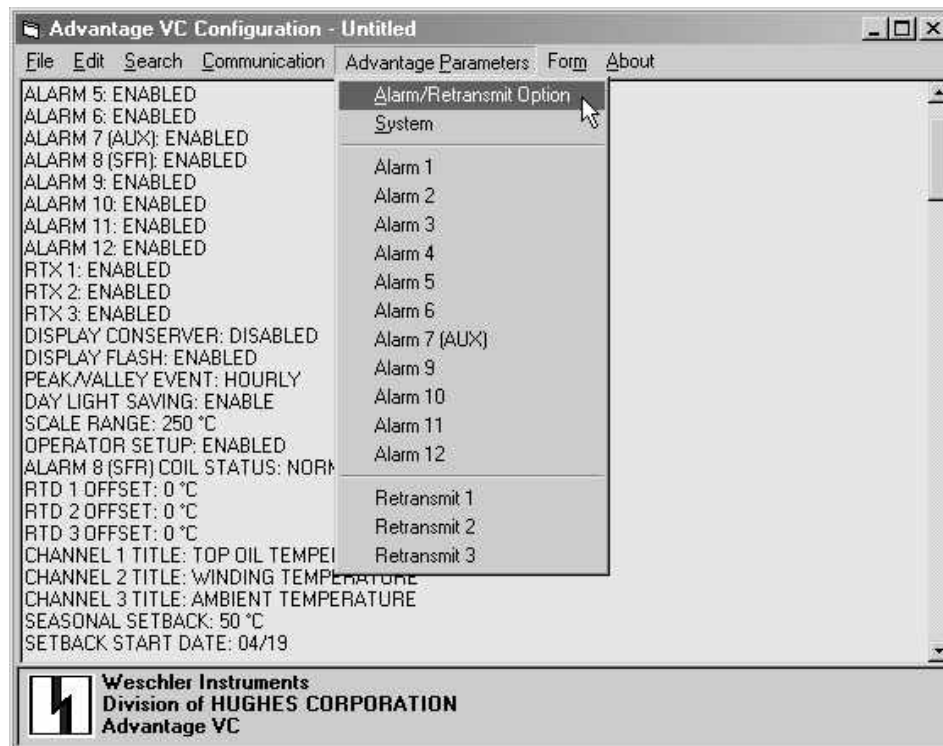 Advantage VC Configuration - Untitled
File Edit Search Communication Advantage Parameters Form About
ALARM 5: ENABLED
ALARM 6: ENABLED
ALARM 7 (AUX): ENABLED
ALARM 8 (SFR): ENABLED
ALARM 9: ENABLED
ALARM 10: ENABLED
ALARM 11: ENABLED
ALARM 12: ENABLED
RTX 1: ENABLED
RTX 2: ENABLED
RTX 3: ENABLED
DISPLAY CONSERVER: DISABLED
DISPLAY FLASH: ENABLED
PEAK/VALLEY EVENT: HOURLY
DAY LIGHT SAVING: ENABLE
SCALE RANGE: 250 °C
OPERATOR SETUP: ENABLED
ALARM 8 (SFR) COIL STATUS: NORM
RTD 1 OFFSET: 0 °C
RTD 2 OFFSET: 0 °C
RTD 3 OFFSET: 0 °C
CHANNEL 1 TITLE: TOP OIL TEMPE
CHANNEL 2 TITLE: WINDING TEMPERATURE
CHANNEL 3 TITLE: AMBIENT TEMPERATURE
SEASONAL SETBACK: 50 °C
SETBACK START DATE: 04/19
Alarm/Retransmit Option
System
Alarm 1
Alarm 2
Alarm 3
Alarm 4
Alarm 5
Alarm 6
Alarm 7 (AUX)
Alarm 9
Alarm 10
Alarm 11
Alarm 12
Retransmit 1
Retransmit 2
Retransmit 3
Weschler Instruments
Division of HUGHES CORPORATION
Advantage VC